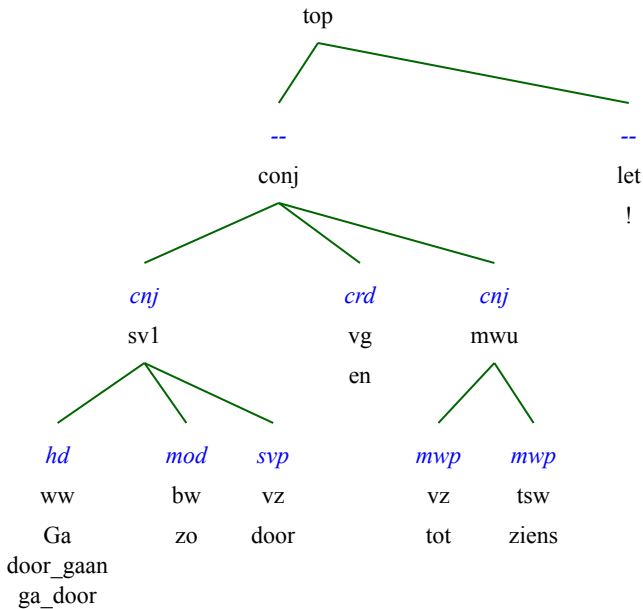 top
-- --
conj let
!
cnj crd cnj
sv1 vg mwu
en
hd mod svp mwp mwp
ww bw vz vz tsw
Ga zo door tot ziens
door_gaan
ga_door